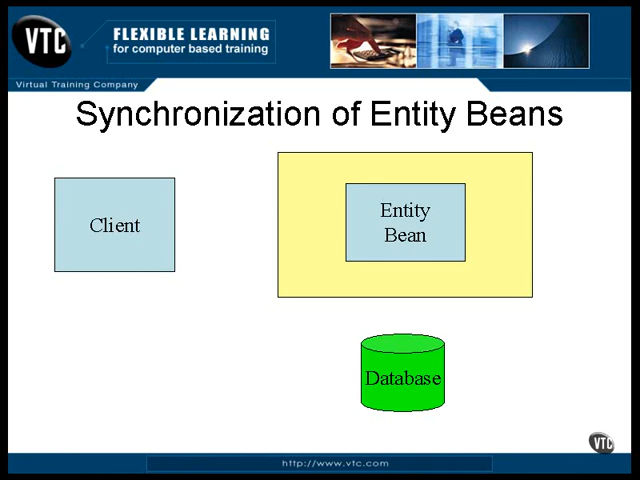 VTC
FLEXIBLE LEARNING
for computer based training
Virtual Training Company
Synchronization of Entity Beans
Client
Entity
Bean
Database
VTC
http://www.vtc.com